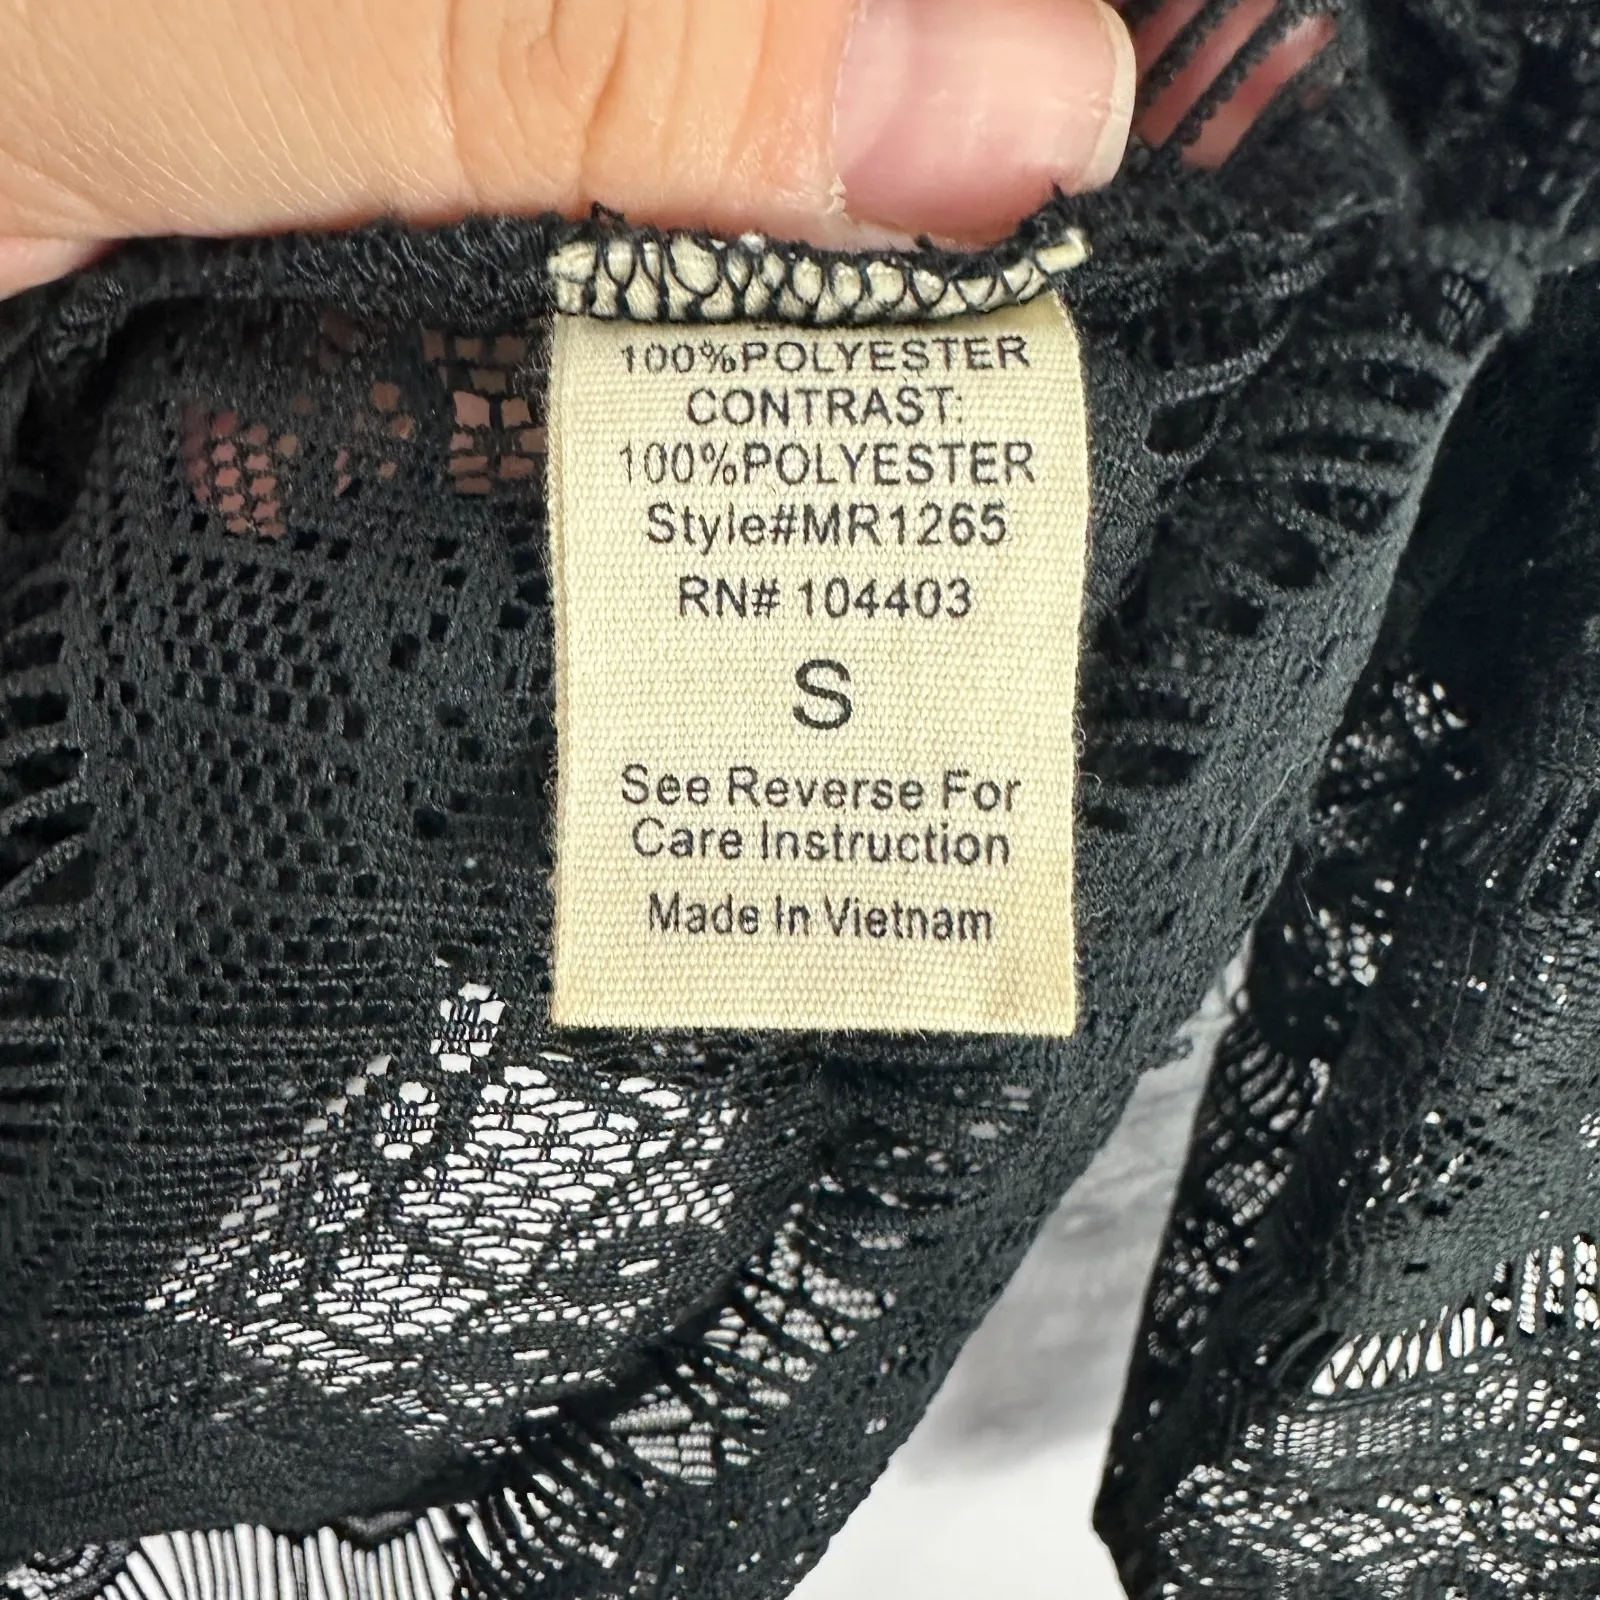 100%POLYESTER
CONTRAST:
100%POLYESTER
Style#MR1265
RN# 104403
S
See Reverse For
Care Instruction
Made In Vietnam